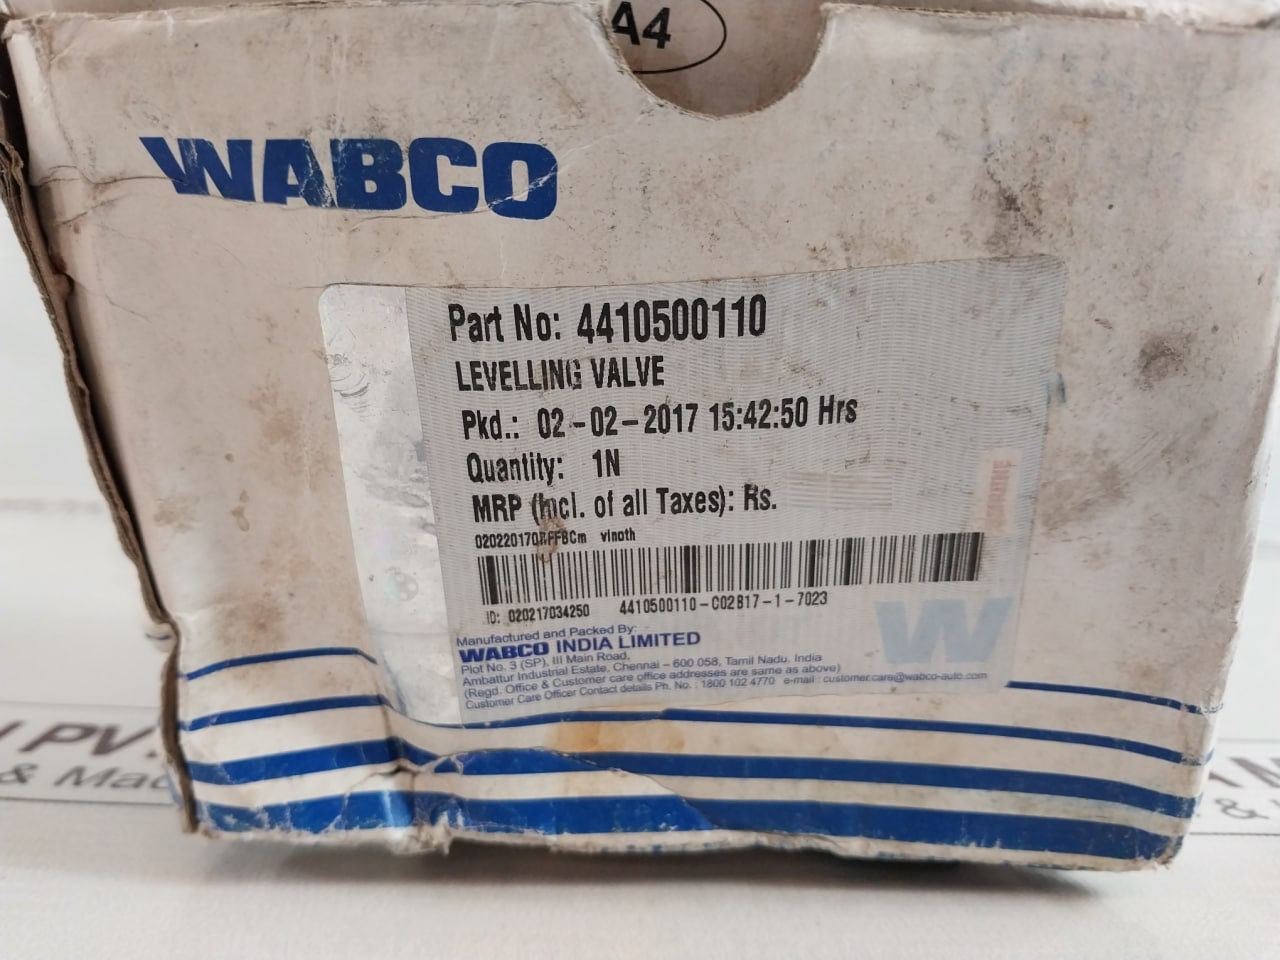 A4
WABCO
Part No: 4410500110
LEVELLING VALVE
Pkd.: 02-02-2017 15:42:50 Hrs
Quantity: 1N
MRP (Incl. of all Taxes): Rs.
vinoth
ID: 020217034250 4410500110-C02B17-1-7023
Manufactured and Packed By:
WABCO INDIA LIMITED
Plot No. 3 (SP), III Main Road,
Ambattur Industrial Estate, Chennai – 600 058, Tamil Nadu. India
(Regd. Office & Customer care office addresses are same as above)
Customer Care Officer Contact details Ph. No. : 1800 102 4770 e-mail : customer.care@wabco-auto.com
W
PV.
& Mac